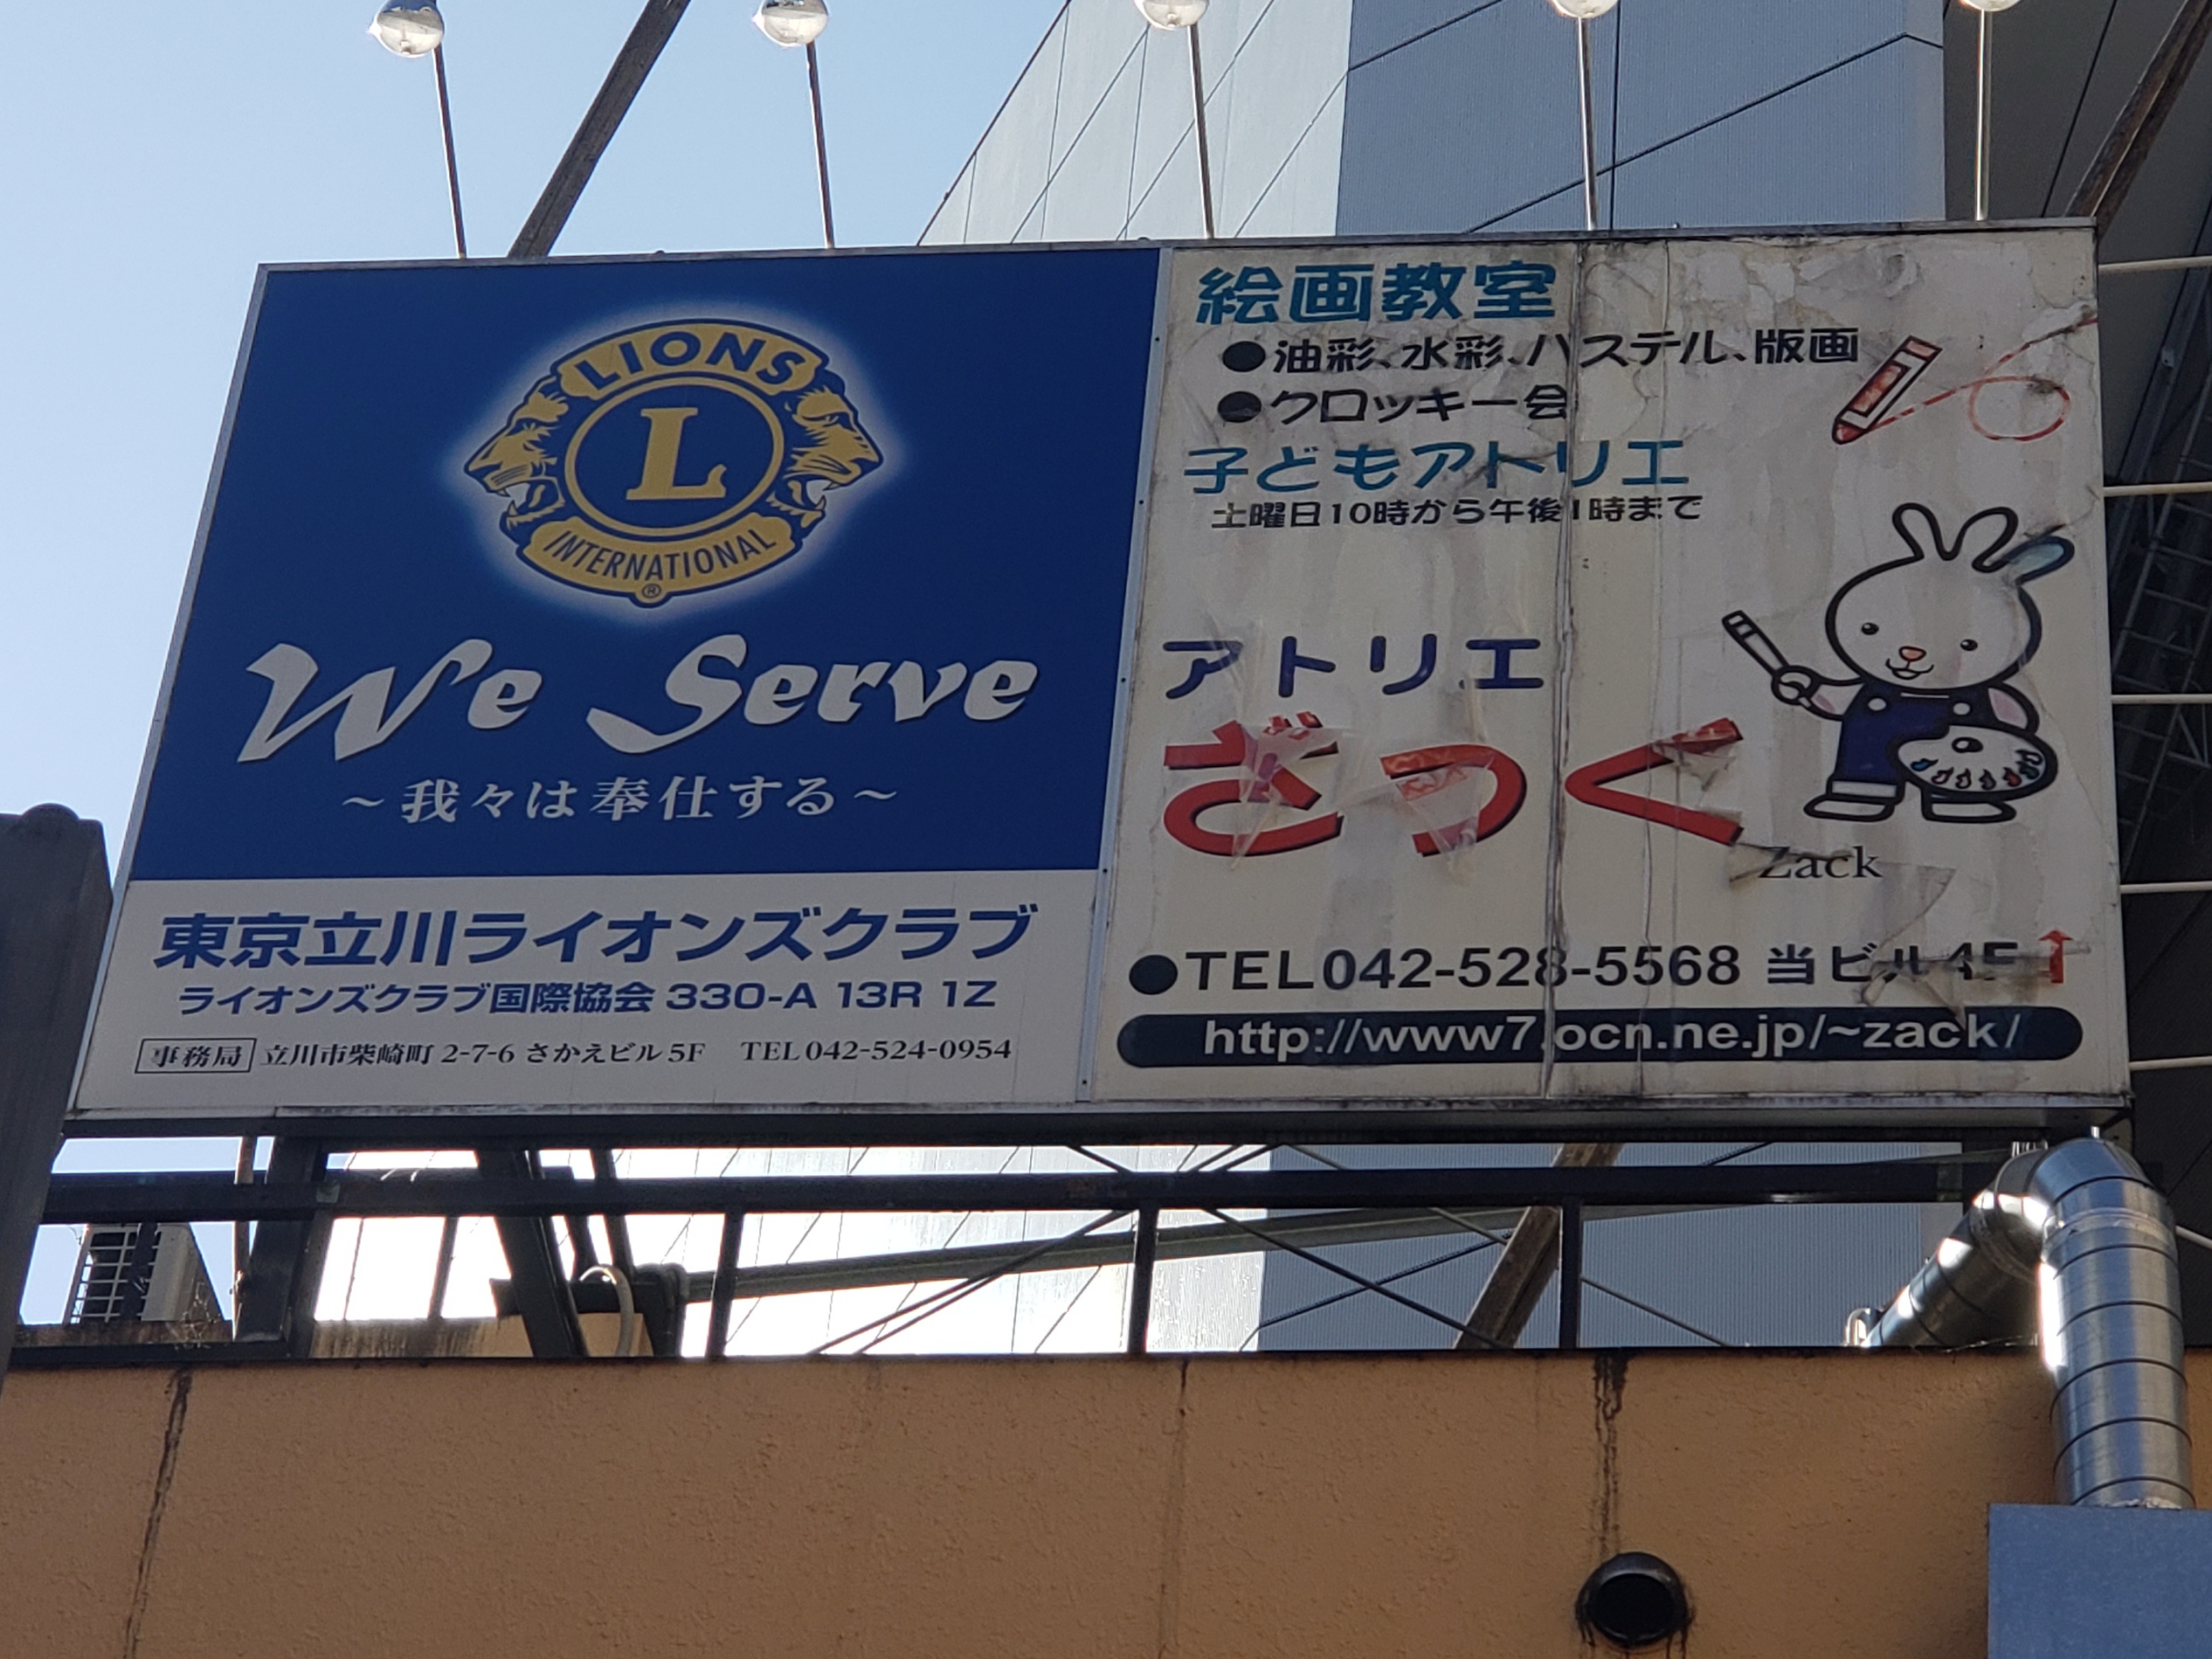 LIONS
L
INTERNATIONAL
®
We Serve
～我々は奉仕する～
東京立川ライオンズクラブ
ライオンズクラブ国際協会 330-A 13R 1Z
事務局 立川市柴崎町 2-7-6 さかえビル 5F TEL 042-524-0954
絵画教室
●油彩、水彩、パステル、版画
●クロッキー会
子どもアトリエ
土曜日10時から午後1時まで
アトリエ
ざっく
Zack
●TEL 042-528-5568 当ビル4F↑
http://www7.ocn.ne.jp/~zack/